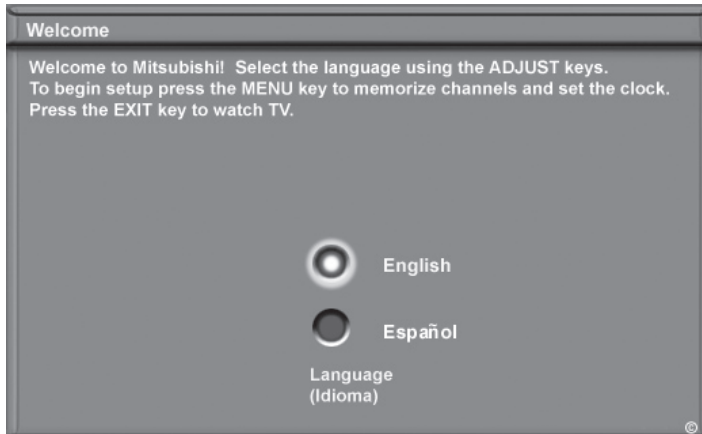 Welcome
Welcome to Mitsubishi!  Select the language using the ADJUST keys.
To begin setup press the MENU key to memorize channels and set the clock.
Press the EXIT key to watch TV.
English
Español
Language
(Idioma)
©